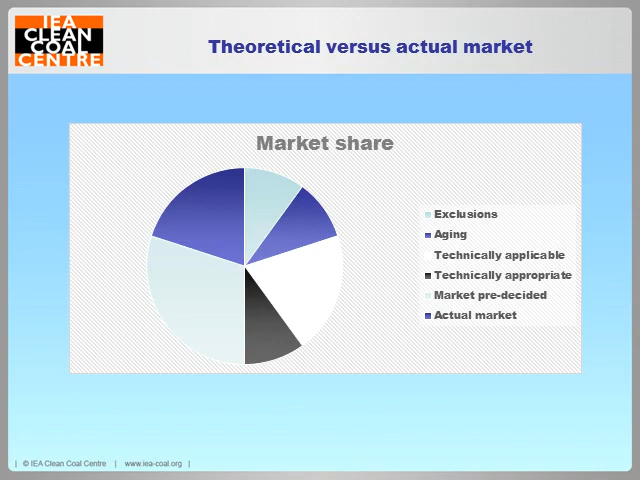 IEA
CLEAN
COAL
CENTRE
Theoretical versus actual market
Market share
Exclusions
Aging
Technically applicable
Technically appropriate
Market pre-decided
Actual market
| © IEA Clean Coal Centre | www.iea-coal.org |